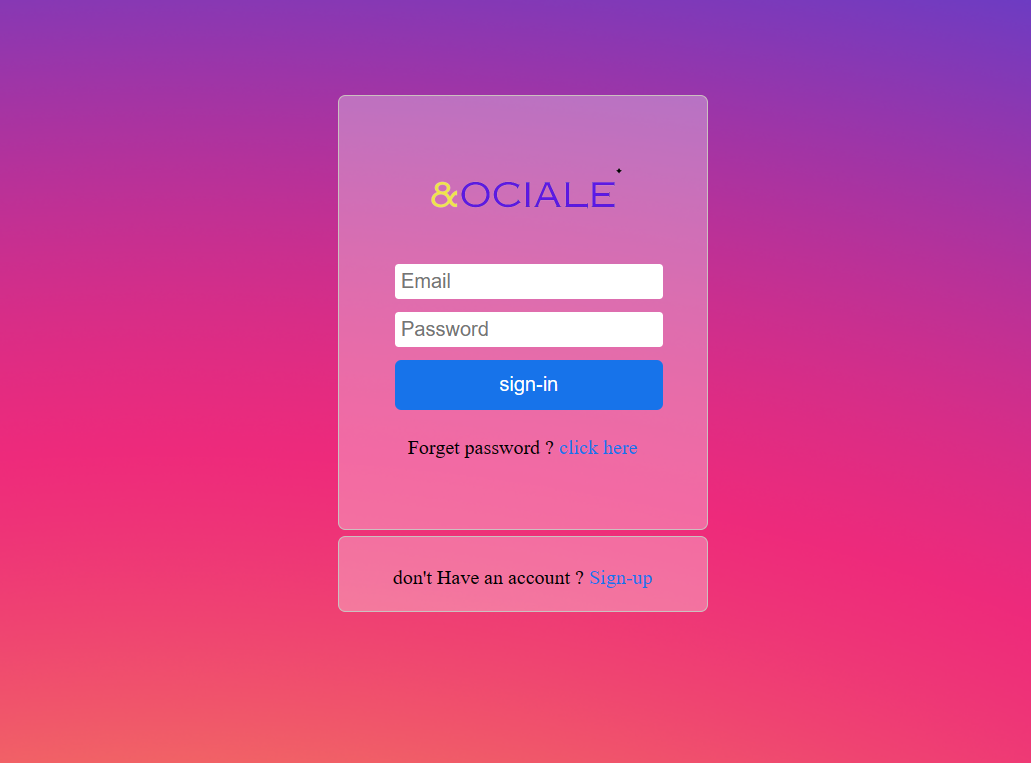 &OCIALE
Email
Password
sign-in
Forget password ? click here
don't Have an account ? Sign-up